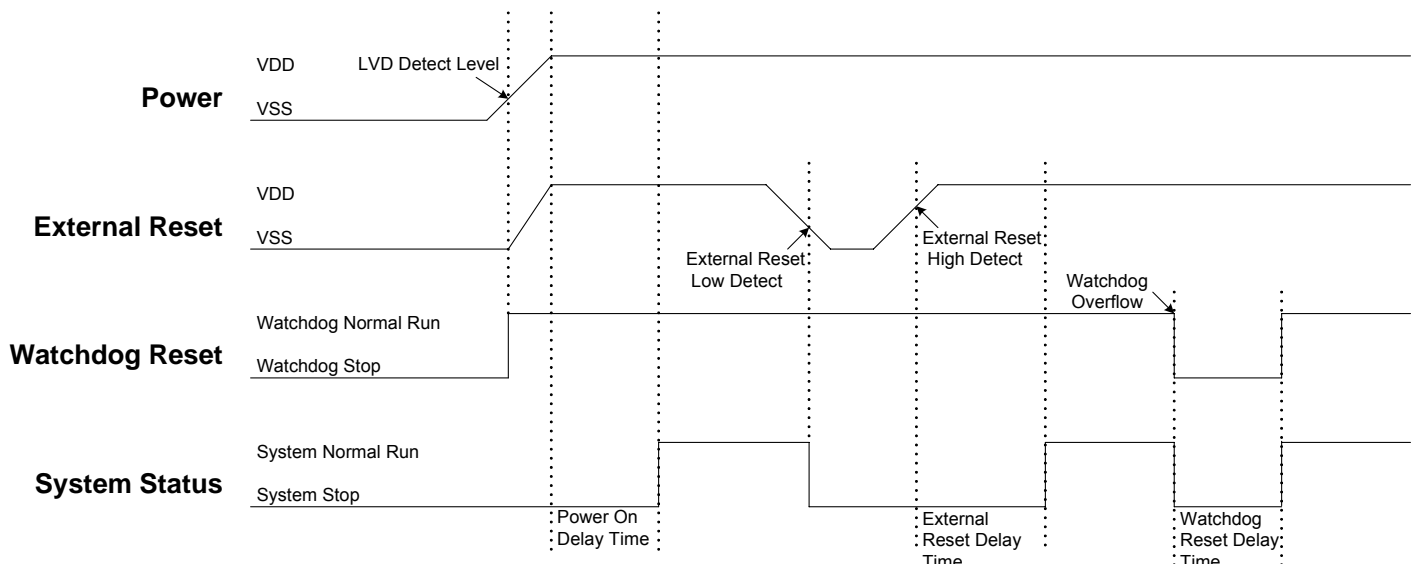 VDD
LVD Detect Level
Power
VSS
VDD
External Reset
VSS
External Reset
Low Detect
External Reset
High Detect
Watchdog
Overflow
Watchdog Normal Run
Watchdog Reset
Watchdog Stop
System Normal Run
System Status
System Stop
Power On
Delay Time
External
Reset Delay
Time
Watchdog
Reset Delay
Time